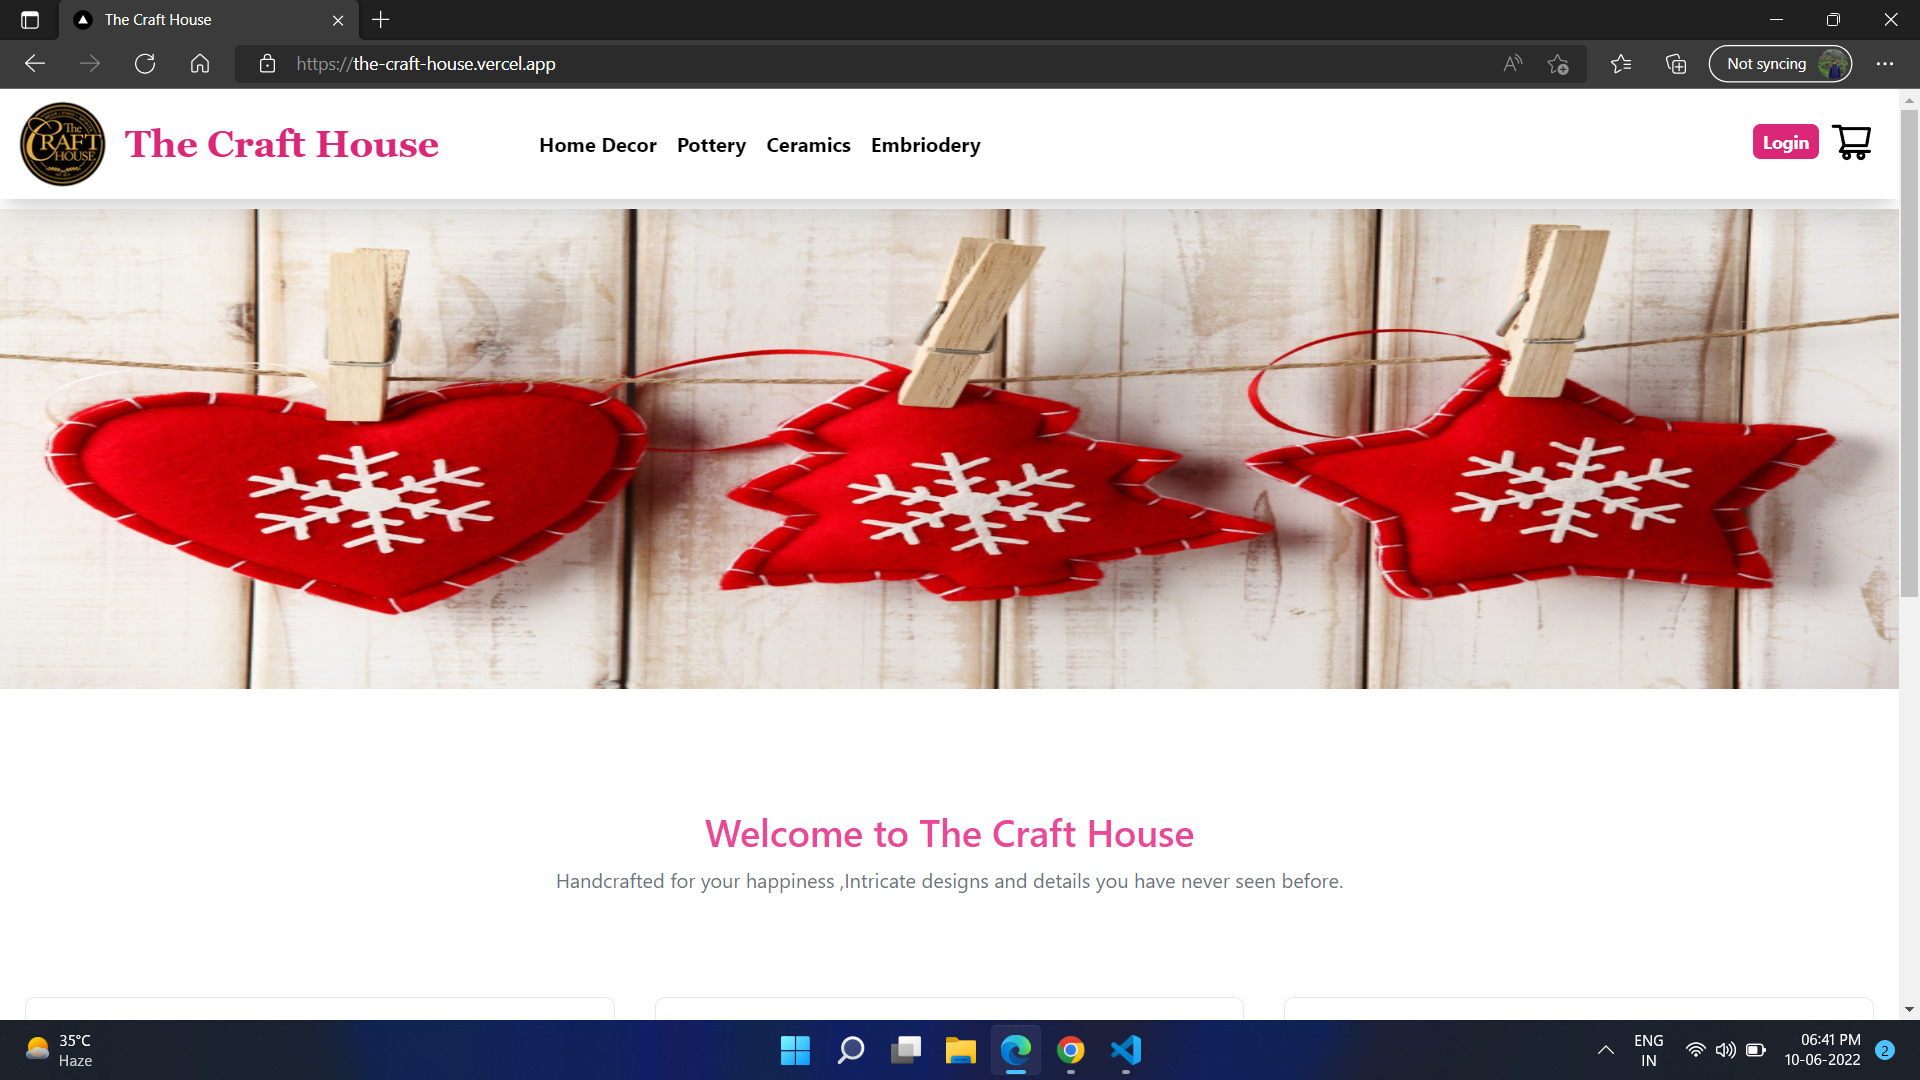 The Craft House
https://the-craft-house.vercel.app
Not syncing
The
CRAFT
HOUSE
The Craft House
Home Decor Pottery Ceramics Embriodery
Login
Welcome to The Craft House
Handcrafted for your happiness ,Intricate designs and details you have never seen before.
35°C
Haze
ENG
IN
06:41 PM
10-06-2022
2